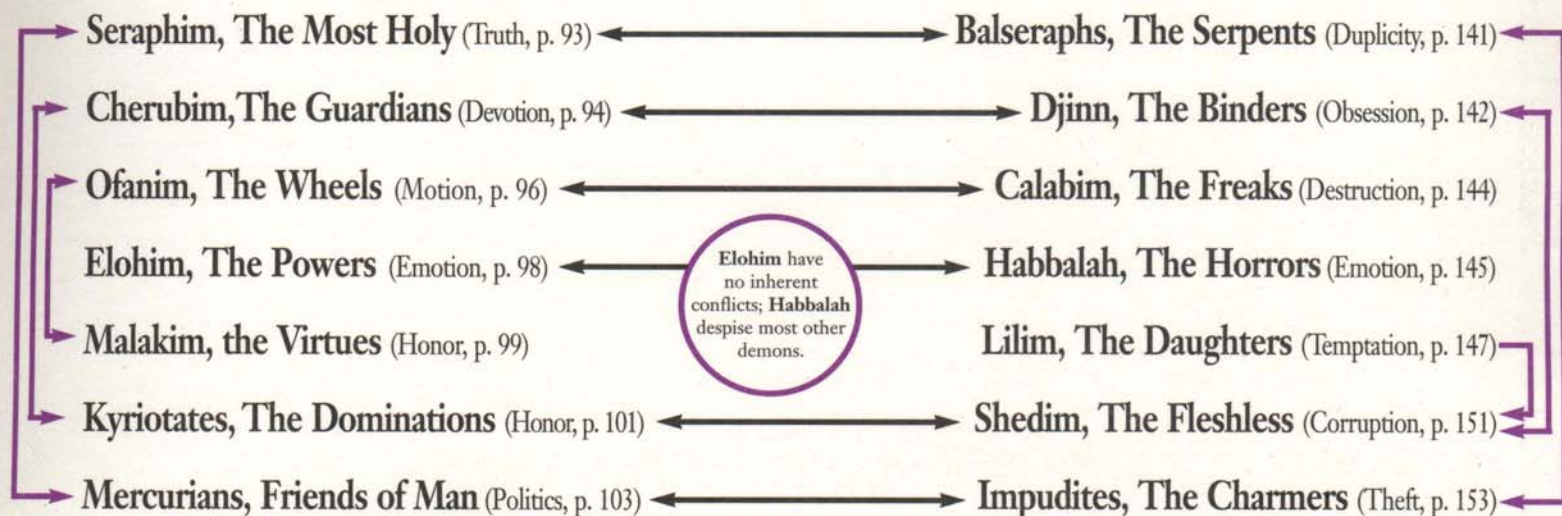 Seraphim, The Most Holy (Truth, p. 93)
Balseraphs, The Serpents (Duplicity, p. 141)
Cherubim, The Guardians (Devotion, p. 94)
Djinn, The Binders (Obsession, p. 142)
Ofanim, The Wheels (Motion, p. 96)
Calabim, The Freaks (Destruction, p. 144)
Elohim, The Powers (Emotion, p. 98)
Elohim have
no inherent
conflicts; Habbalah
despise most other
demons.
Habbalah, The Horrors (Emotion, p. 145)
Malakim, the Virtues (Honor, p. 99)
Lilim, The Daughters (Temptation, p. 147)
Kyriotates, The Dominations (Honor, p. 101)
Shedim, The Fleshless (Corruption, p. 151)
Mercurians, Friends of Man (Politics, p. 103)
Impudites, The Charmers (Theft, p. 153)